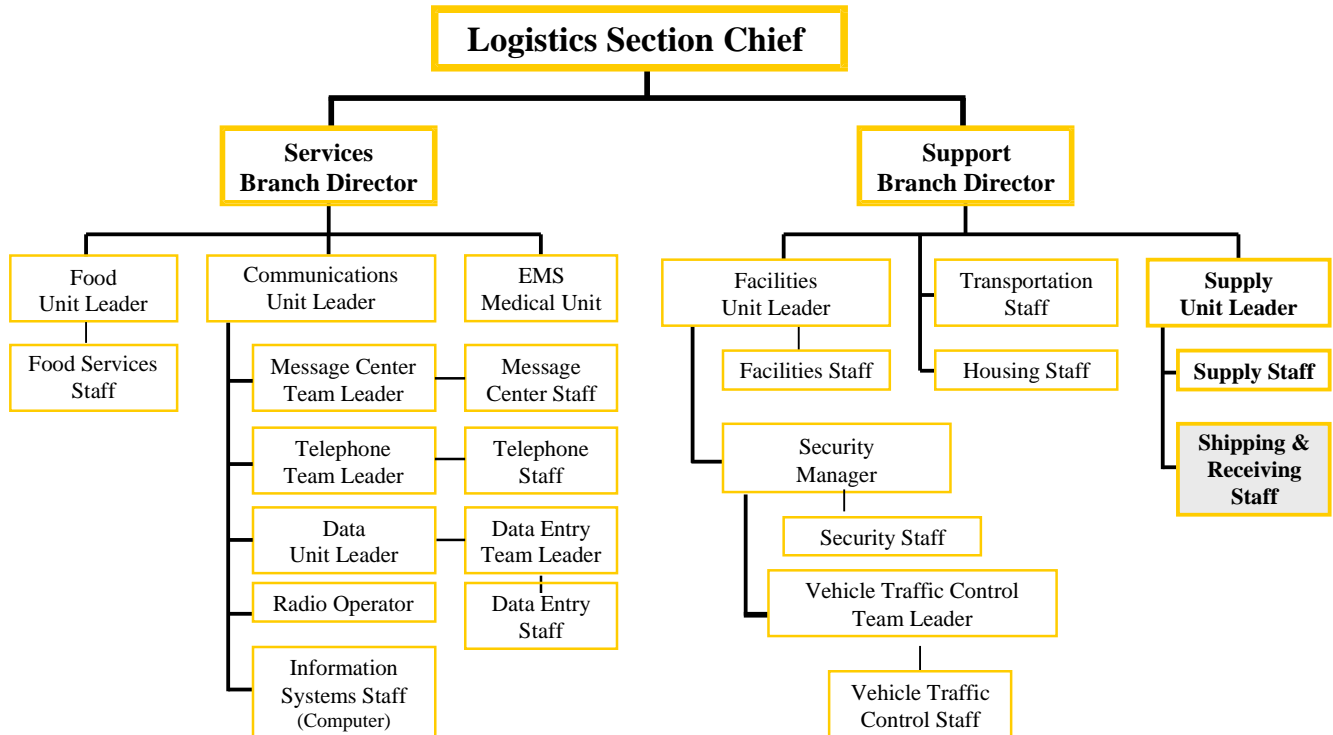 Logistics Section Chief
Services
Branch Director
Support
Branch Director
Food
Unit Leader
Communications
Unit Leader
EMS
Medical Unit
Facilities
Unit Leader
Transportation
Staff
Supply
Unit Leader
Food Services
Staff
Message Center
Team Leader
Message
Center Staff
Facilities Staff
Housing Staff
Supply Staff
Telephone
Team Leader
Telephone
Staff
Security
Manager
Shipping &
Receiving
Staff
Data
Unit Leader
Data Entry
Team Leader
Security Staff
Radio Operator
Data Entry
Staff
Vehicle Traffic Control
Team Leader
Information
Systems Staff
(Computer)
Vehicle Traffic
Control Staff